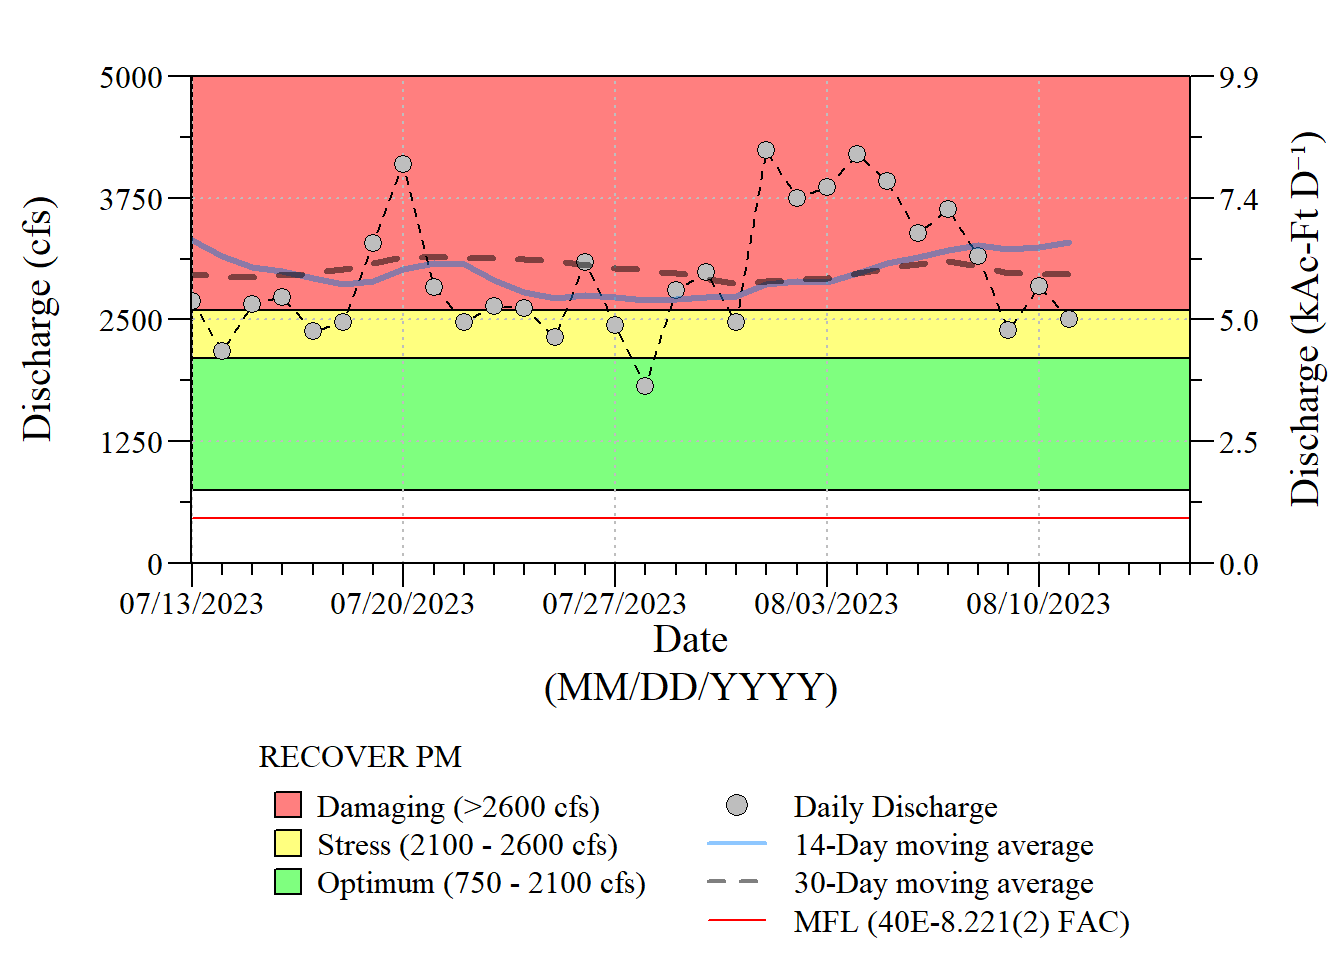 5000
3750
2500
1250
0
Discharge (cfs)
9.9
7.4
5.0
2.5
0.0
Discharge (kAc-Ft D⁻¹)
07/13/2023 07/20/2023 07/27/2023 08/03/2023 08/10/2023
Date
(MM/DD/YYYY)
RECOVER PM
Damaging (>2600 cfs)
Stress (2100 - 2600 cfs)
Optimum (750 - 2100 cfs)
Daily Discharge
14-Day moving average
30-Day moving average
MFL (40E-8.221(2) FAC)